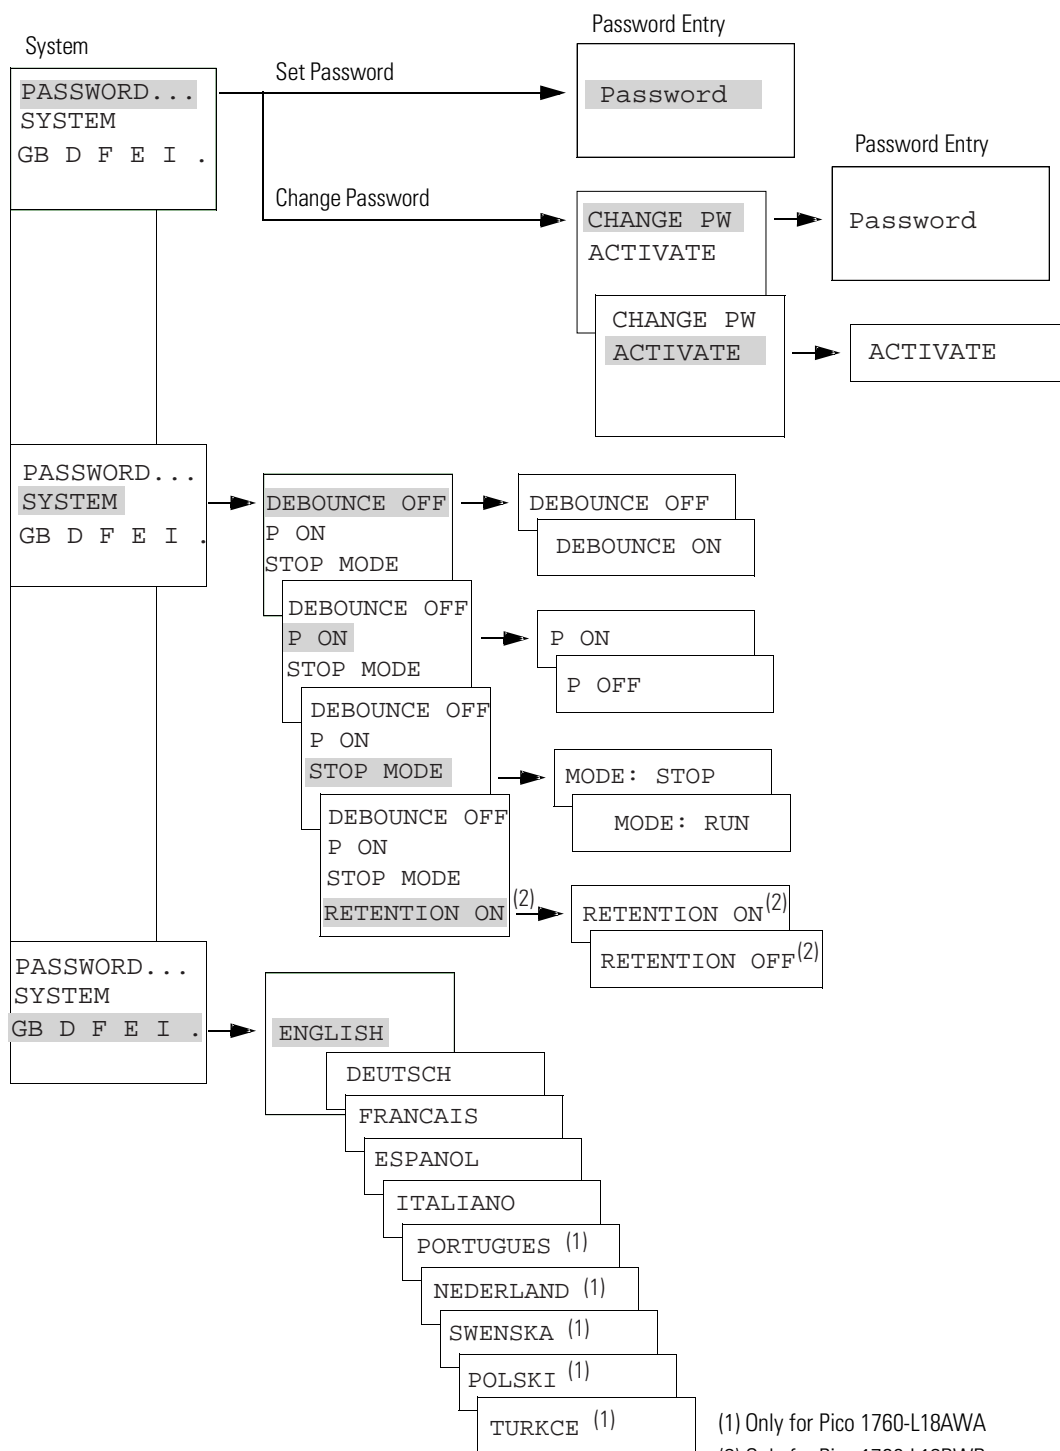 System
Password Entry
PASSWORD...
SYSTEM
GB D F E I .
Set Password
Password
Change Password
Password Entry
CHANGE PW
ACTIVATE
Password
CHANGE PW
ACTIVATE
ACTIVATE
PASSWORD...
SYSTEM
GB D F E I .
DEBOUNCE OFF
P ON
STOP MODE
DEBOUNCE OFF
DEBOUNCE ON
DEBOUNCE OFF
P ON
STOP MODE
P ON
P OFF
DEBOUNCE OFF
P ON
STOP MODE
MODE: STOP
MODE: RUN
DEBOUNCE OFF
P ON
STOP MODE
RETENTION ON (2)
RETENTION ON (2)
RETENTION OFF (2)
PASSWORD...
SYSTEM
GB D F E I .
ENGLISH
DEUTSCH
FRANCAIS
ESPANOL
ITALIANO
PORTUGUES (1)
NEDERLAND (1)
SWENSKA (1)
POLSKI (1)
TURKCE (1)
(1) Only for Pico 1760-L18AWA
(2) Only for Pico